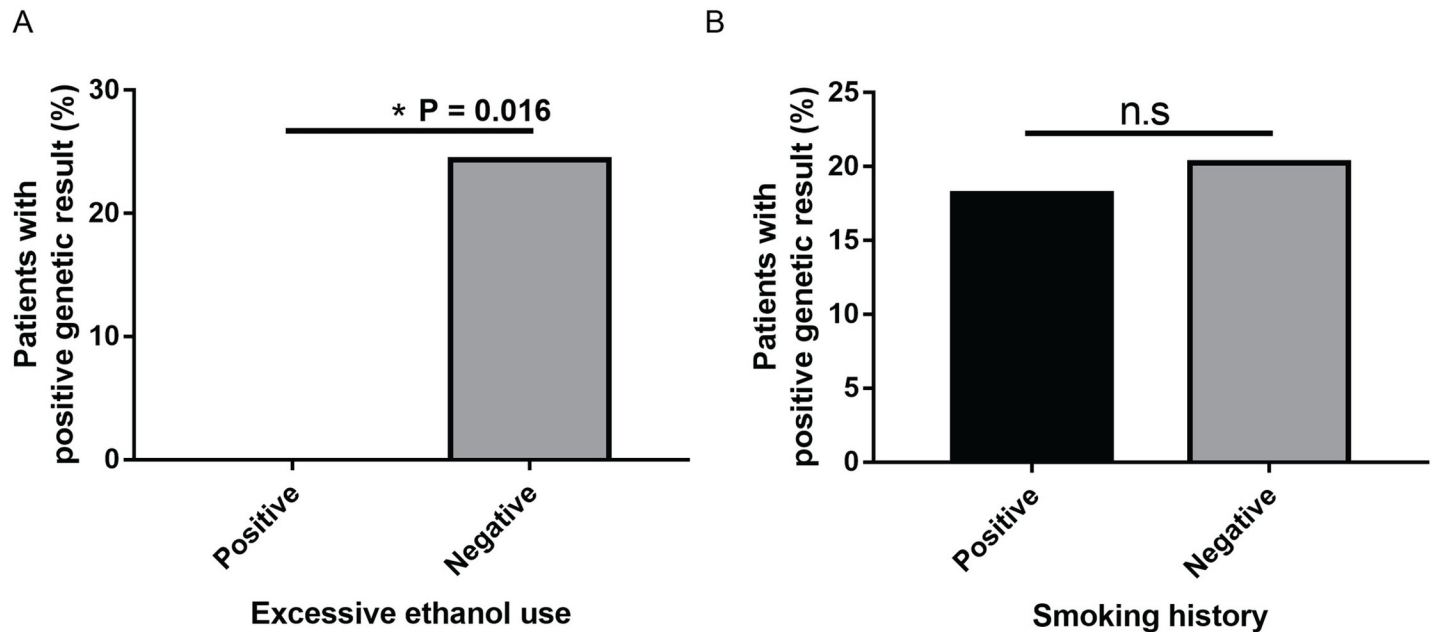 A
Patients with
positive genetic result (%)
30
20
10
0
* P = 0.016
Positive
Negative
Excessive ethanol use
B
Patients with
positive genetic result (%)
25
20
15
10
5
0
n.s
Positive
Negative
Smoking history